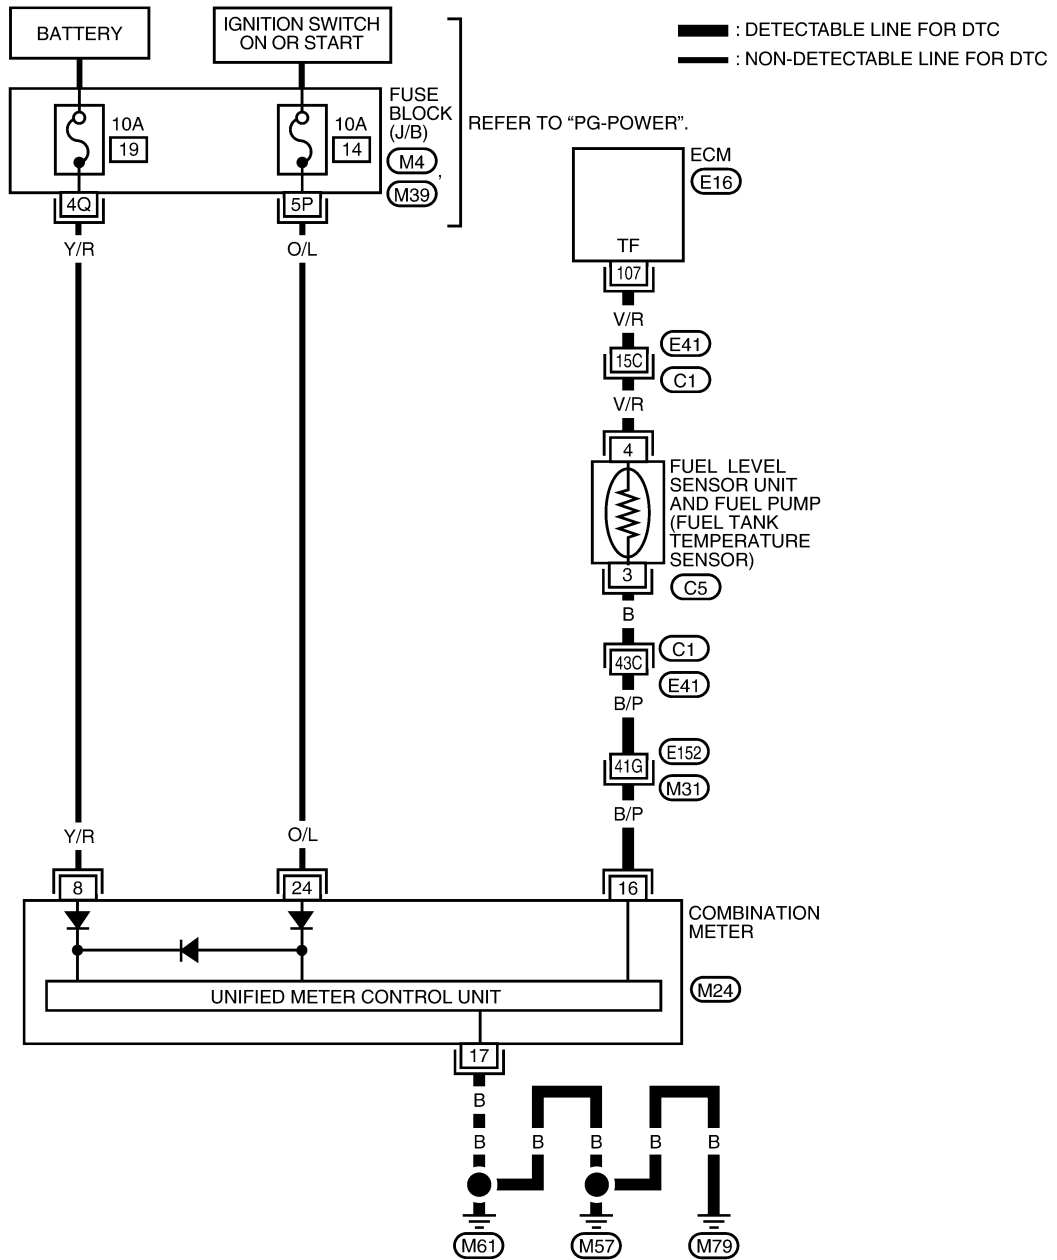 BATTERY
IGNITION SWITCH
ON OR START
: DETECTABLE LINE FOR DTC
: NON-DETECTABLE LINE FOR DTC
10A
19
10A
14
FUSE
BLOCK
(J/B)
M4
,
M39
REFER TO “PG-POWER”.
4Q
5P
Y/R
O/L
ECM
E16
TF
107
V/R
15C
E41
C1
V/R
4
FUEL LEVEL
SENSOR UNIT
AND FUEL PUMP
(FUEL TANK
TEMPERATURE
SENSOR)
3
C5
B
43C
C1
E41
B/P
41G
E152
M31
B/P
Y/R
O/L
8
24
16
COMBINATION
METER
UNIFIED METER CONTROL UNIT
M24
17
B
B
B
B
B
B
M61
M57
M79